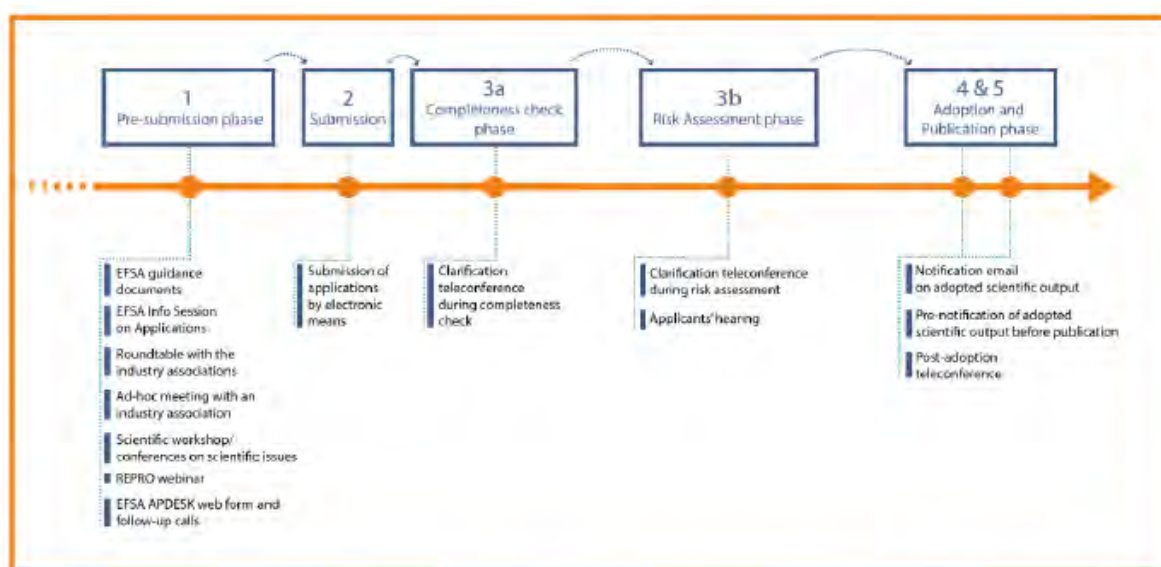 1
Pre-submission phase
2
Submission
3a
Completeness check
phase
3b
Risk Assessment phase
4 & 5
Adoption and
Publication phase
EFSA guidance
documents
EFSA Info Session
on Applications
Roundtable with the
industry associations
Ad-hoc meeting with an
industry association
Scientific workshop/
conferences on scientific issues
REPRO webinar
EFSA APDESK web form and
follow-up calls
Submission of
applications
by electronic
means
Clarification
teleconference
during completeness
check
Clarification teleconference
during risk assessment
Applicants' hearing
Notification email
on adopted scientific output
Pre-notification of adopted
scientific output before publication
Post-adoption
teleconference